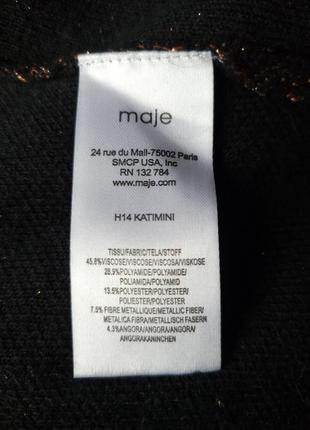 maje
24 rue du Mail-75002 Paris
SMCP USA, Inc
RN 132 784
www.maje.com
H14 KATIMINI
TISSU/FABRIC/TELA/STOFF
45.8%VISCOSE/VISCOSE/VISCOSA/VISKOSE
28.9%POLYAMIDE/POLYAMIDE/
POLIAMIDA/POLYAMID
13.5%POLYESTER/POLYESTER/
POLIESTER/POLYESTER
7.5% FIBRE METALLIQUE/METALLIC FIBER/
METALICA FIBRA/METALLISCH FASERN
4.3%ANGORA/ANGORA/ANGORA/
ANGORAKANINCHEN